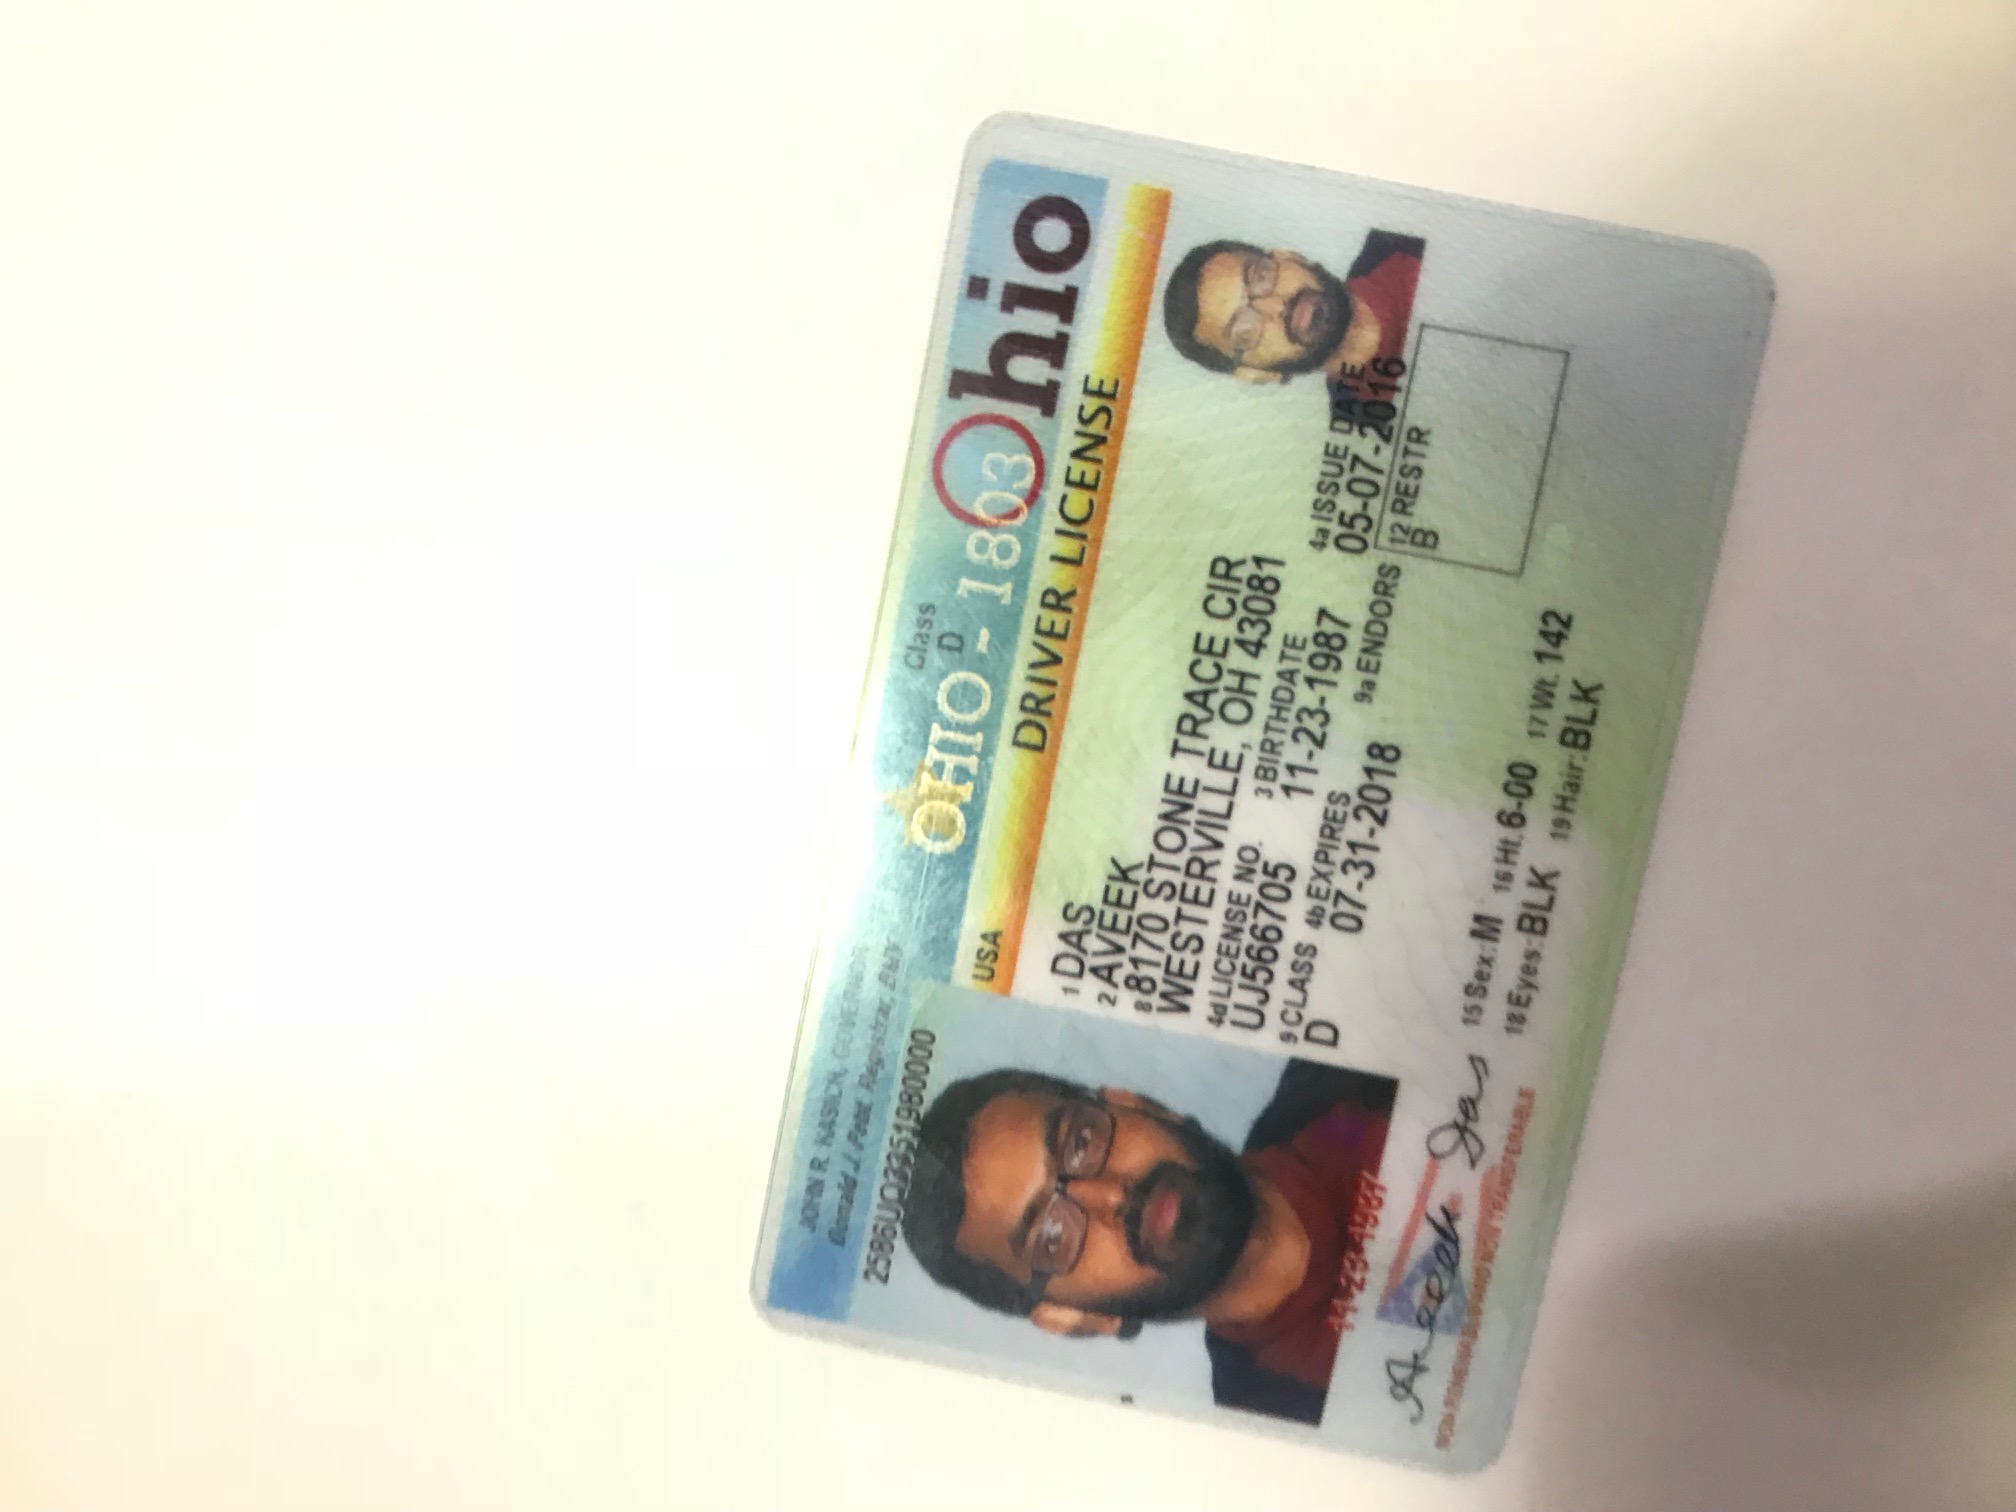 JOHN R. KASICH, GOVERNOR
Donald J. Petit, Registrar, BMV
2586UO3351980000
Class
D
OHIO - 1803
Ohio
USA
DRIVER LICENSE
1 DAS
2 AVEEK
8 8170 STONE TRACE CIR
WESTERVILLE, OH 43081
4d LICENSE NO. 3 BIRTHDATE 4a ISSUE DATE
UJ566705 11-23-1987 05-07-2016
9 CLASS 4b EXPIRES 9a ENDORS 12 RESTR
D 07-31-2018 B
11-23-1987
Aveek Das
NON-RENEWABLE AND NON TRANSFERABLE
15 Sex: M 16 Ht. 6-00 17 Wt. 142
18 Eyes: BLK 19 Hair: BLK